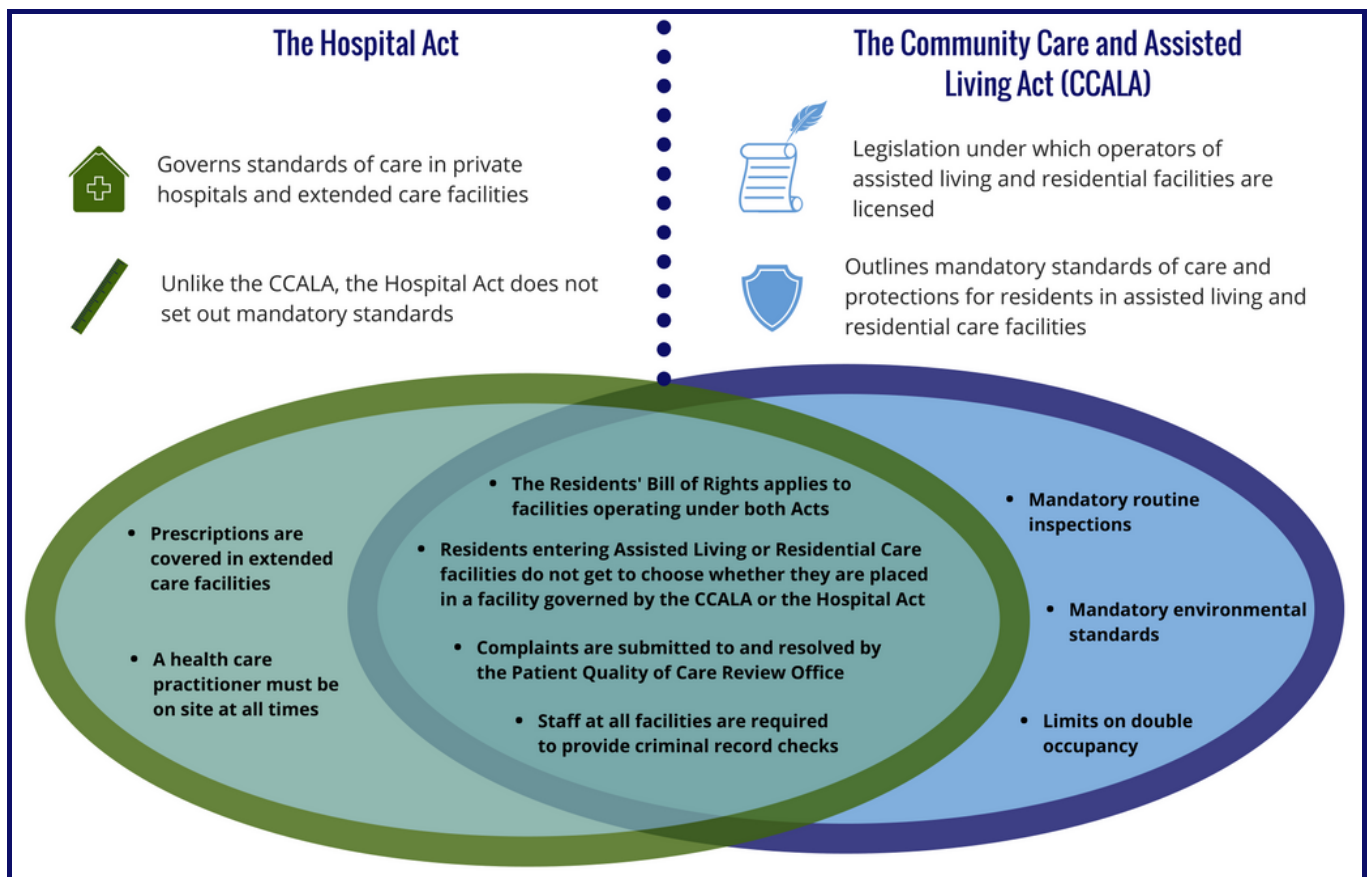 The Hospital Act
Governs standards of care in private
hospitals and extended care facilities
Unlike the CCALA, the Hospital Act does not
set out mandatory standards
The Community Care and Assisted
Living Act (CCALA)
Legislation under which operators of
assisted living and residential facilities are
licensed
Outlines mandatory standards of care and
protections for residents in assisted living and
residential care facilities
• Prescriptions are
covered in extended
care facilities
• A health care
practitioner must be
on site at all times
• The Residents' Bill of Rights applies to
facilities operating under both Acts
• Residents entering Assisted Living or Residential Care
facilities do not get to choose whether they are placed
in a facility governed by the CCALA or the Hospital Act
• Complaints are submitted to and resolved by
the Patient Quality of Care Review Office
• Staff at all facilities are required
to provide criminal record checks
• Mandatory routine
inspections
• Mandatory environmental
standards
• Limits on double
occupancy